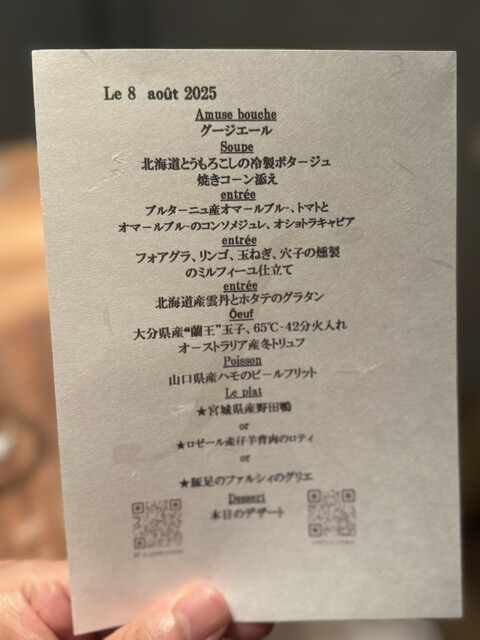 Le 8 août 2025
Amuse bouche
グージエール
Soupe
北海道とうもろこしの冷製ポタージュ
焼きコーン添え
entrée
ブルターニュ産オマールブルｰ、トマトと
オマールブルｰのコンソメジュレ、オショトラキャビア
entrée
フォアグラ、リンゴ、玉ねぎ、穴子の燻製
のミルフィーユ仕立て
entrée
北海道産雲丹とホタテのグラタン
Ôeuf
大分県産“蘭王”玉子、65℃-42分火入れ
オーストラリア産冬トリュフ
Poisson
山口県産ハモのビールフリット
Le plat
★宮城県産野田鴨
or
★ロゼール産仔羊背肉のロティ
or
★豚足のファルシィのグリエ
Dessert
本日のデザート